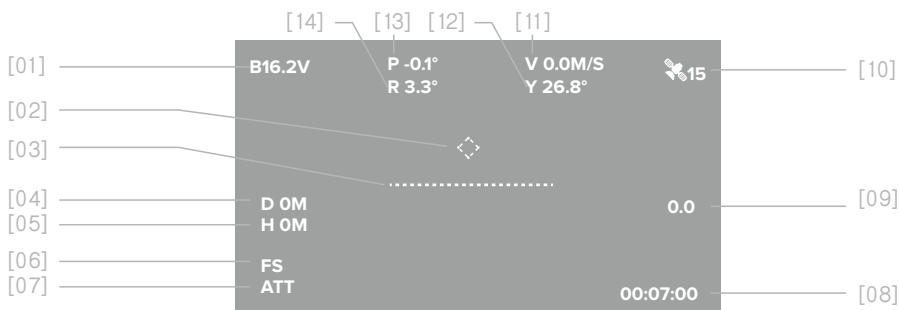 [14] [13] [12] [11]
[01] B16.2V P -0.1° V 0.0M/S 15 [10]
R 3.3° Y 26.8°
[02]
[03]
[04] D 0M 0.0 [09]
[05] H 0M
[06] FS
[07] ATT 00:07:00 [08]